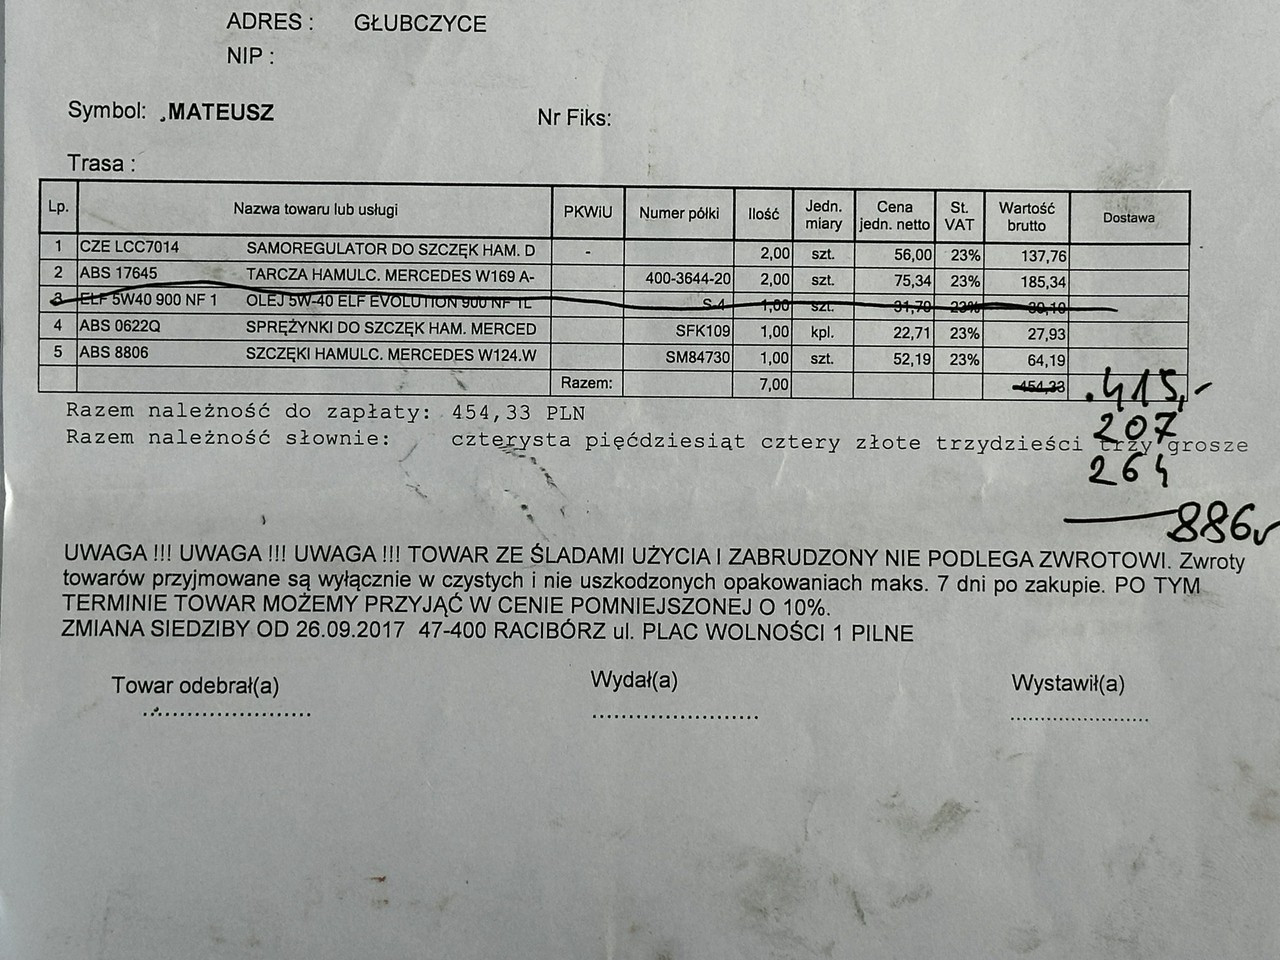 ADRES : GŁUBCZYCE
NIP :
Symbol: MATEUSZ Nr Fiks:
Trasa :
Lp. Nazwa towaru lub usługi PKWiU Numer półki Ilość Jedn. miary Cena jedn. netto St. VAT Wartość brutto Dostawa
1 CZE LCC7014 SAMOREGULATOR DO SZCZĘK HAM. D - 2,00 szt. 56,00 23% 137,76
2 ABS 17645 TARCZA HAMULC. MERCEDES W169 A- 400-3644-20 2,00 szt. 75,34 23% 185,34
3 ELF 5W40 900 NF 1 OLEJ 5W-40 ELF EVOLUTION 900 NF 1L S-4 1,00 szt. 31,79 23% 39,10
4 ABS 0622Q SPRĘŻYNKI DO SZCZĘK HAM. MERCED SFK109 1,00 kpl. 22,71 23% 27,93
5 ABS 8806 SZCZĘKI HAMULC. MERCEDES W124.W SM84730 1,00 szt. 52,19 23% 64,19
Razem: 7,00 454,33
415,-
Razem należność do zapłaty: 454,33 PLN
207
Razem należność słownie: czterysta pięćdziesiąt cztery złote trzydzieści trzy grosze
264
886
UWAGA !!! UWAGA !!! UWAGA !!! TOWAR ZE ŚLADAMI UŻYCIA I ZABRUDZONY NIE PODLEGA ZWROTOWI. Zwroty
towarów przyjmowane są wyłącznie w czystych i nie uszkodzonych opakowaniach maks. 7 dni po zakupie. PO TYM
TERMINIE TOWAR MOŻEMY PRZYJĄĆ W CENIE POMNIEJSZONEJ O 10%.
ZMIANA SIEDZIBY OD 26.09.2017 47-400 RACIBÓRZ ul. PLAC WOLNOŚCI 1 PILNE
Towar odebrał(a) Wydał(a) Wystawił(a)